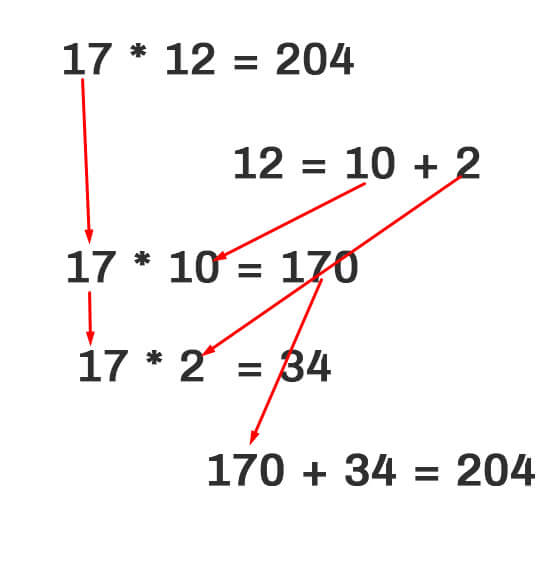 17 * 12 = 204
12 = 10 + 2
17 * 10 = 170
17 * 2 = 34
170 + 34 = 204